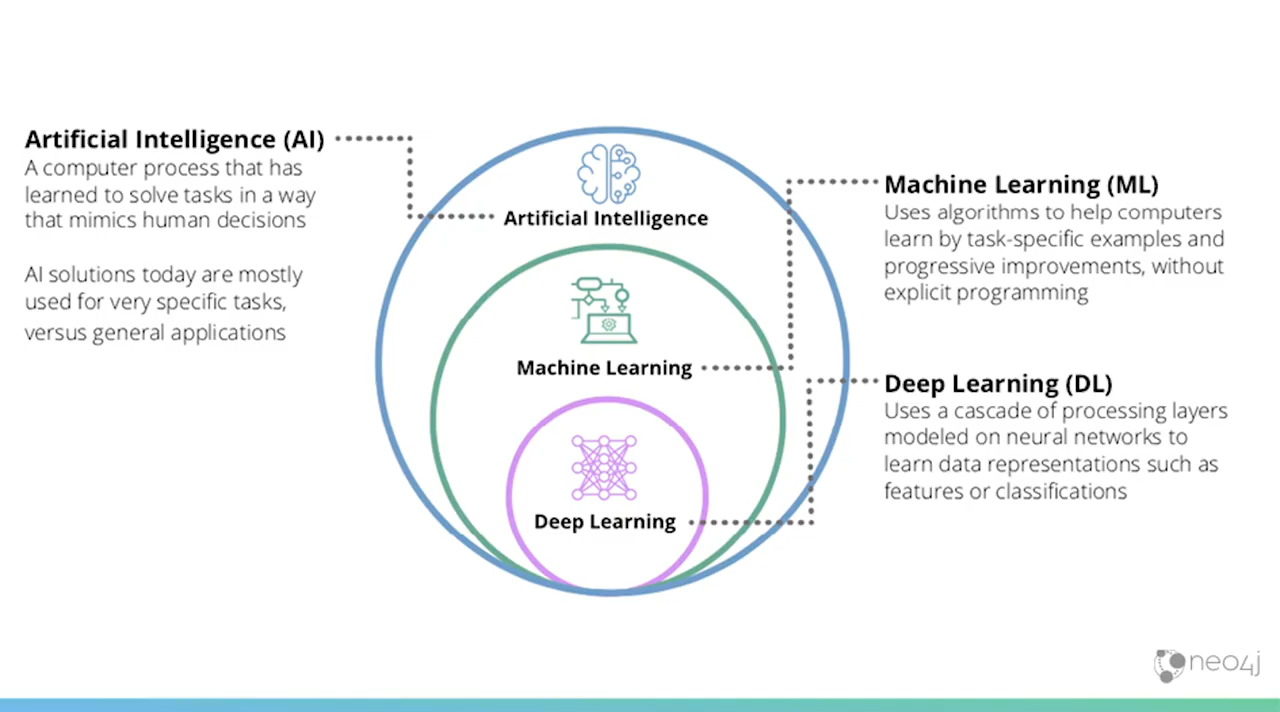 Artificial Intelligence (AI)
A computer process that has
learned to solve tasks in a way
that mimics human decisions
AI solutions today are mostly
used for very specific tasks,
versus general applications
Artificial Intelligence
Machine Learning
Deep Learning
Machine Learning (ML)
Uses algorithms to help computers
learn by task-specific examples and
progressive improvements, without
explicit programming
Deep Learning (DL)
Uses a cascade of processing layers
modeled on neural networks to
learn data representations such as
features or classifications
neo4j